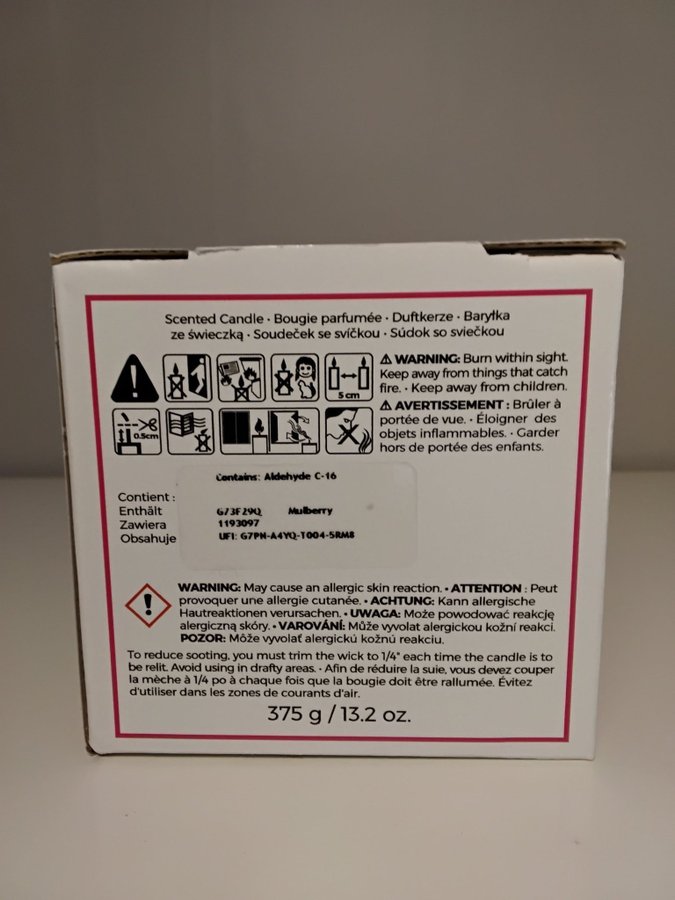 Scented Candle · Bougie parfumée · Duftkerze · Baryłka
ze świeczką · Soudeček se svíčkou · Súdok so sviečkou
5 cm
0.5cm
⚠ WARNING: Burn within sight.
Keep away from things that catch
fire. · Keep away from children.
⚠ AVERTISSEMENT : Brûler à
portée de vue. · Éloigner des
objets inflammables. · Garder
hors de portée des enfants.
Contains: Aldehyde C-16
Contient :
Enthält
Zawiera
Obsahuje
G73F29Q Mulberry
1193097
UFI: G7PN-A4YQ-T004-5RM8
WARNING: May cause an allergic skin reaction. • ATTENTION : Peut
provoquer une allergie cutanée. • ACHTUNG: Kann allergische
Hautreaktionen verursachen. • UWAGA: Może powodować reakcję
alergiczną skóry. • VAROVÁNÍ: Může vyvolat alergickou kožní reakci.
POZOR: Môže vyvolať alergickú kožnú reakciu.
To reduce sooting, you must trim the wick to 1/4" each time the candle is to
be relit. Avoid using in drafty areas. · Afin de réduire la suie, vous devez couper
la mèche à 1/4 po à chaque fois que la bougie doit être rallumée. Évitez
d'utiliser dans les zones de courants d'air.
375 g / 13.2 oz.